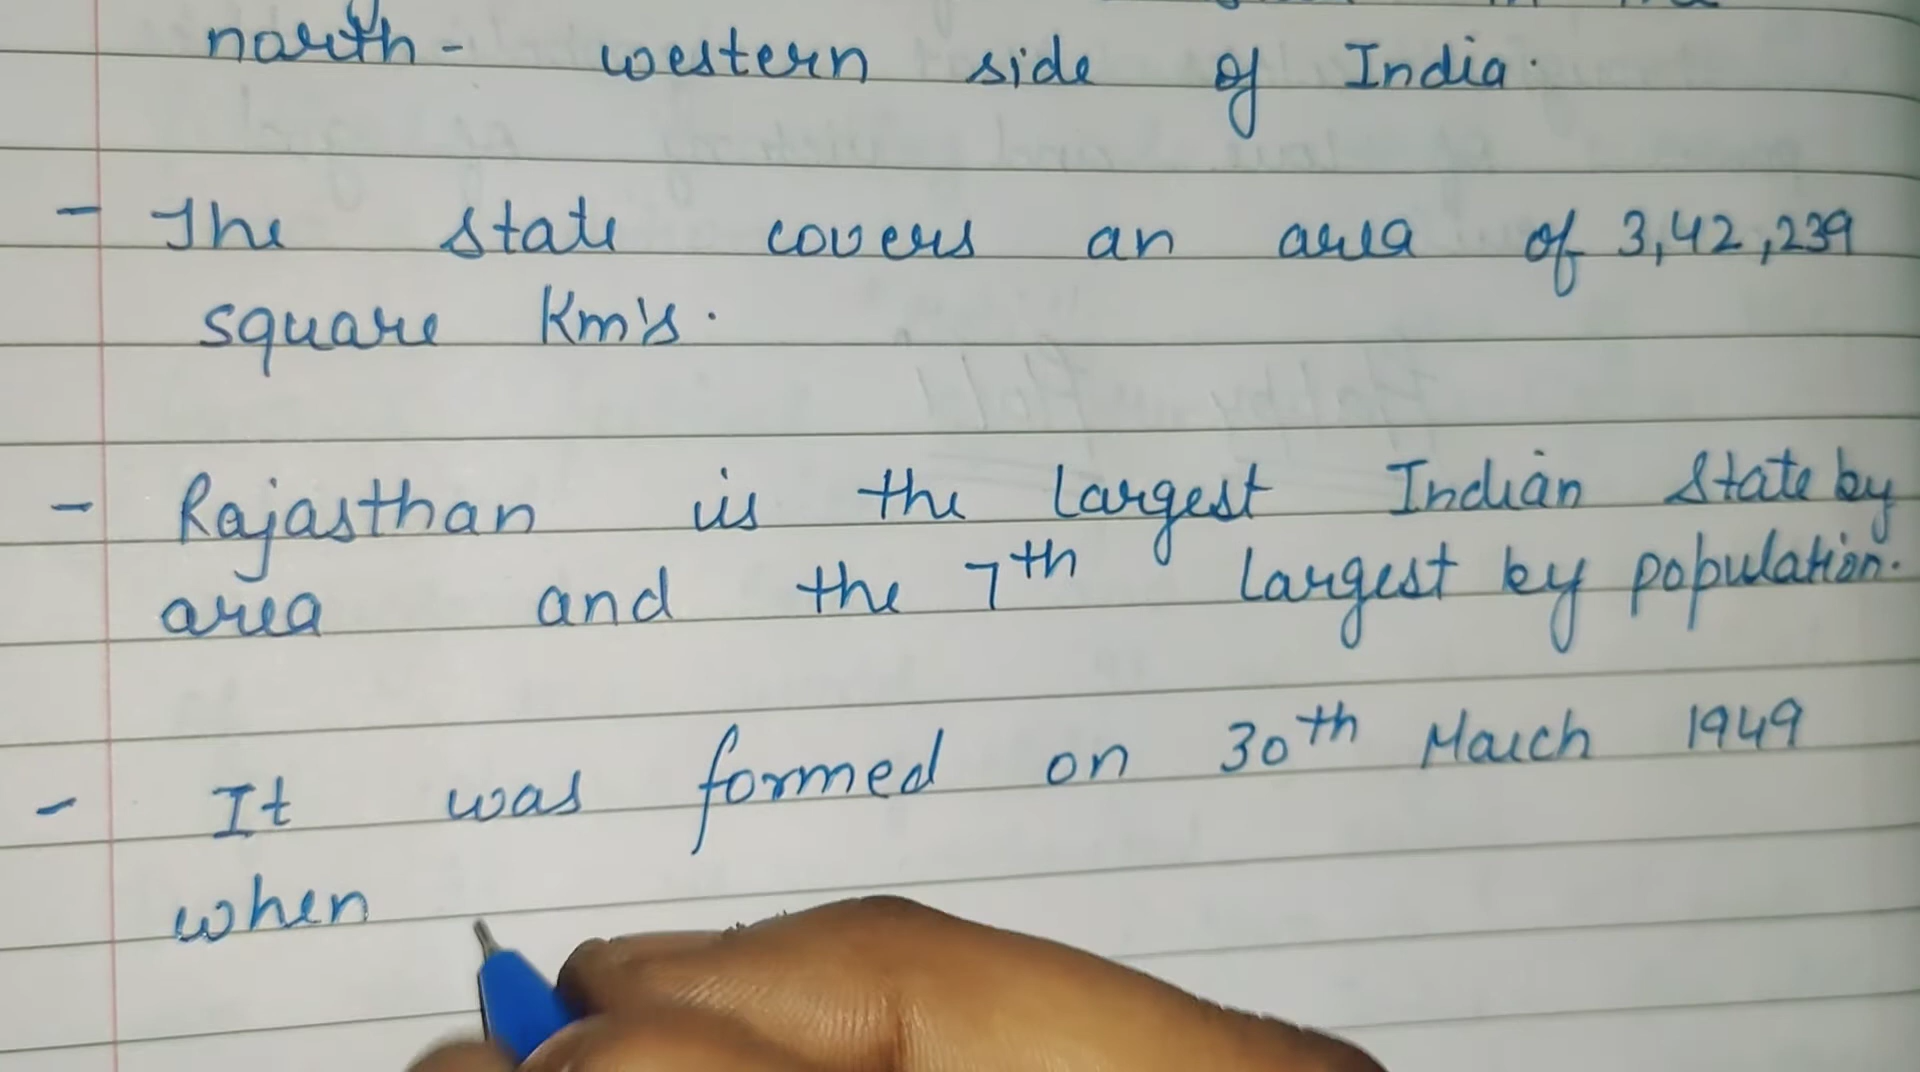 north - western side of India.
- The state covers an area of 3,42,239
square Km's.
- Rajasthan is the largest Indian State by
area and the 7th largest by population.
- It was formed on 30th March 1949
when